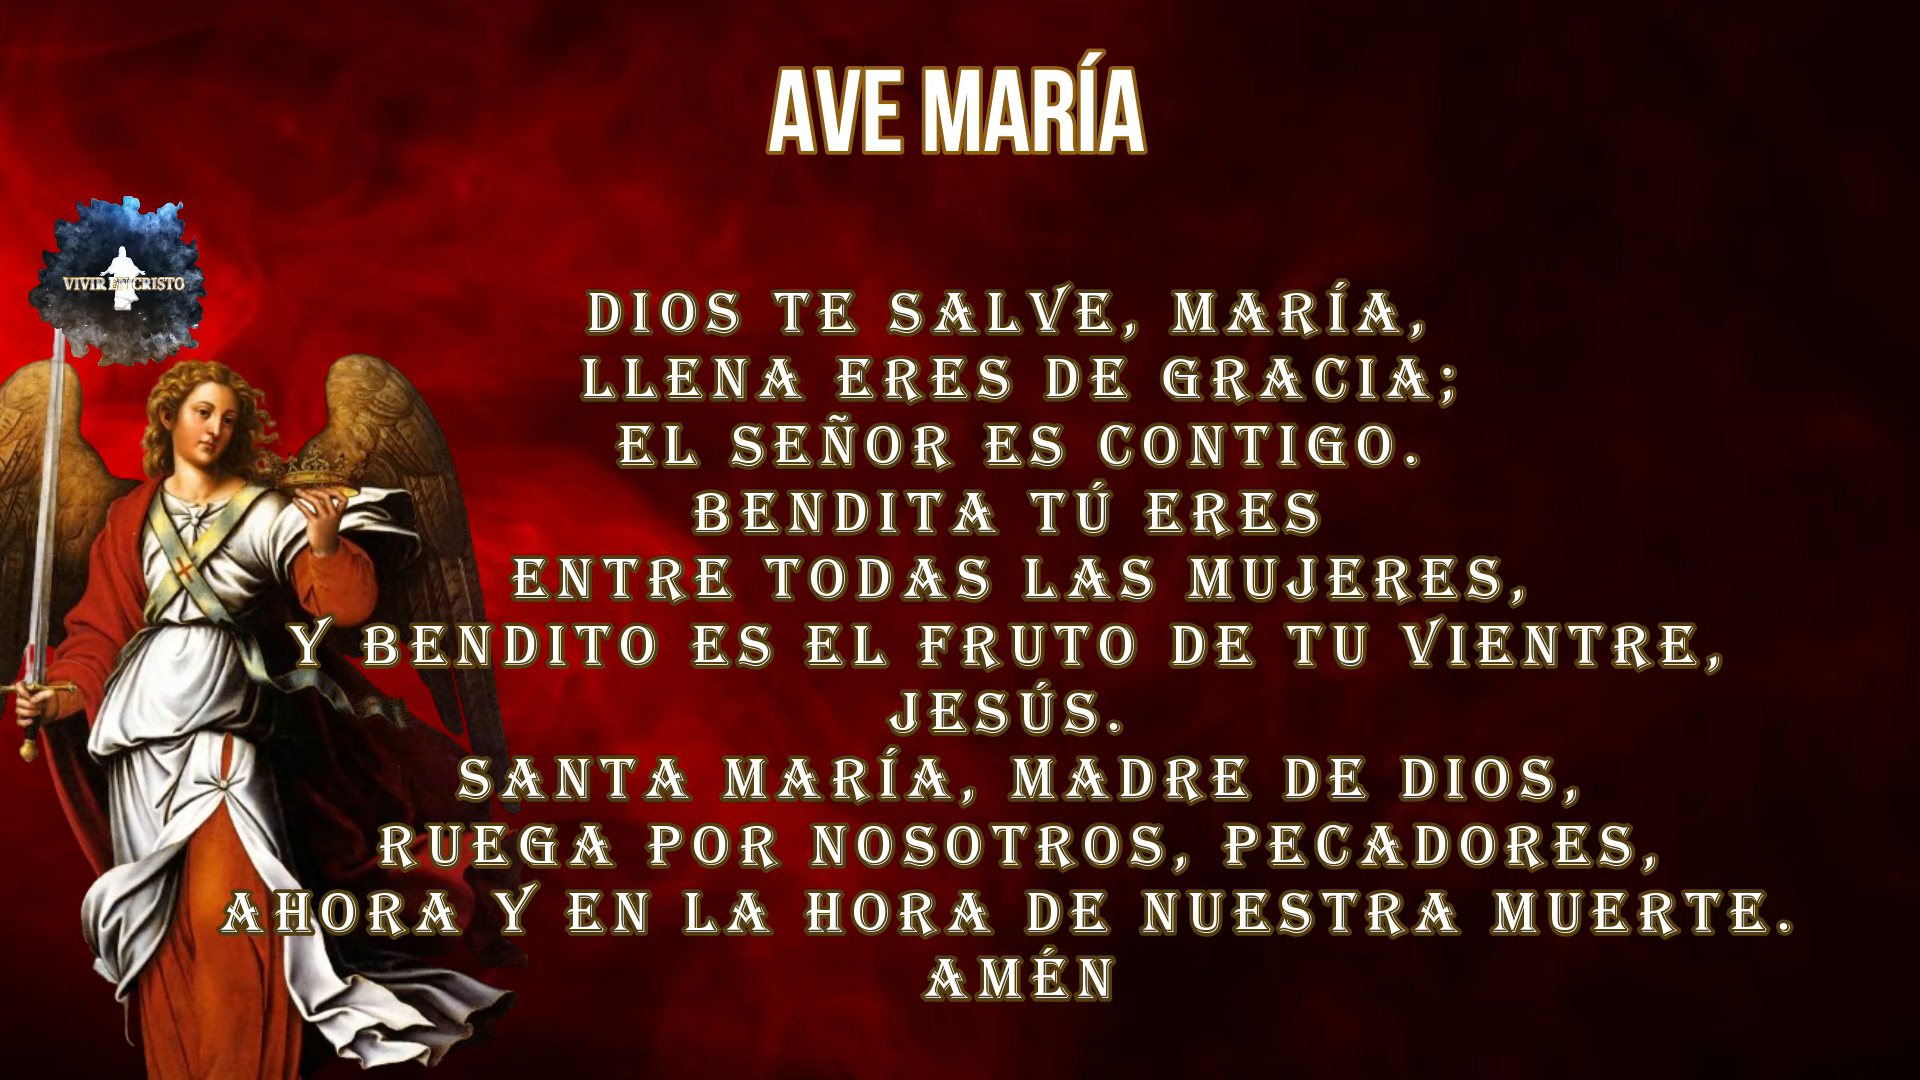 AVE MARÍA
VIVIR EN CRISTO
DIOS TE SALVE, MARÍA,
LLENA ERES DE GRACIA;
EL SEÑOR ES CONTIGO.
BENDITA TÚ ERES
ENTRE TODAS LAS MUJERES,
Y BENDITO ES EL FRUTO DE TU VIENTRE,
JESÚS.
SANTA MARÍA, MADRE DE DIOS,
RUEGA POR NOSOTROS, PECADORES,
AHORA Y EN LA HORA DE NUESTRA MUERTE.
AMÉN